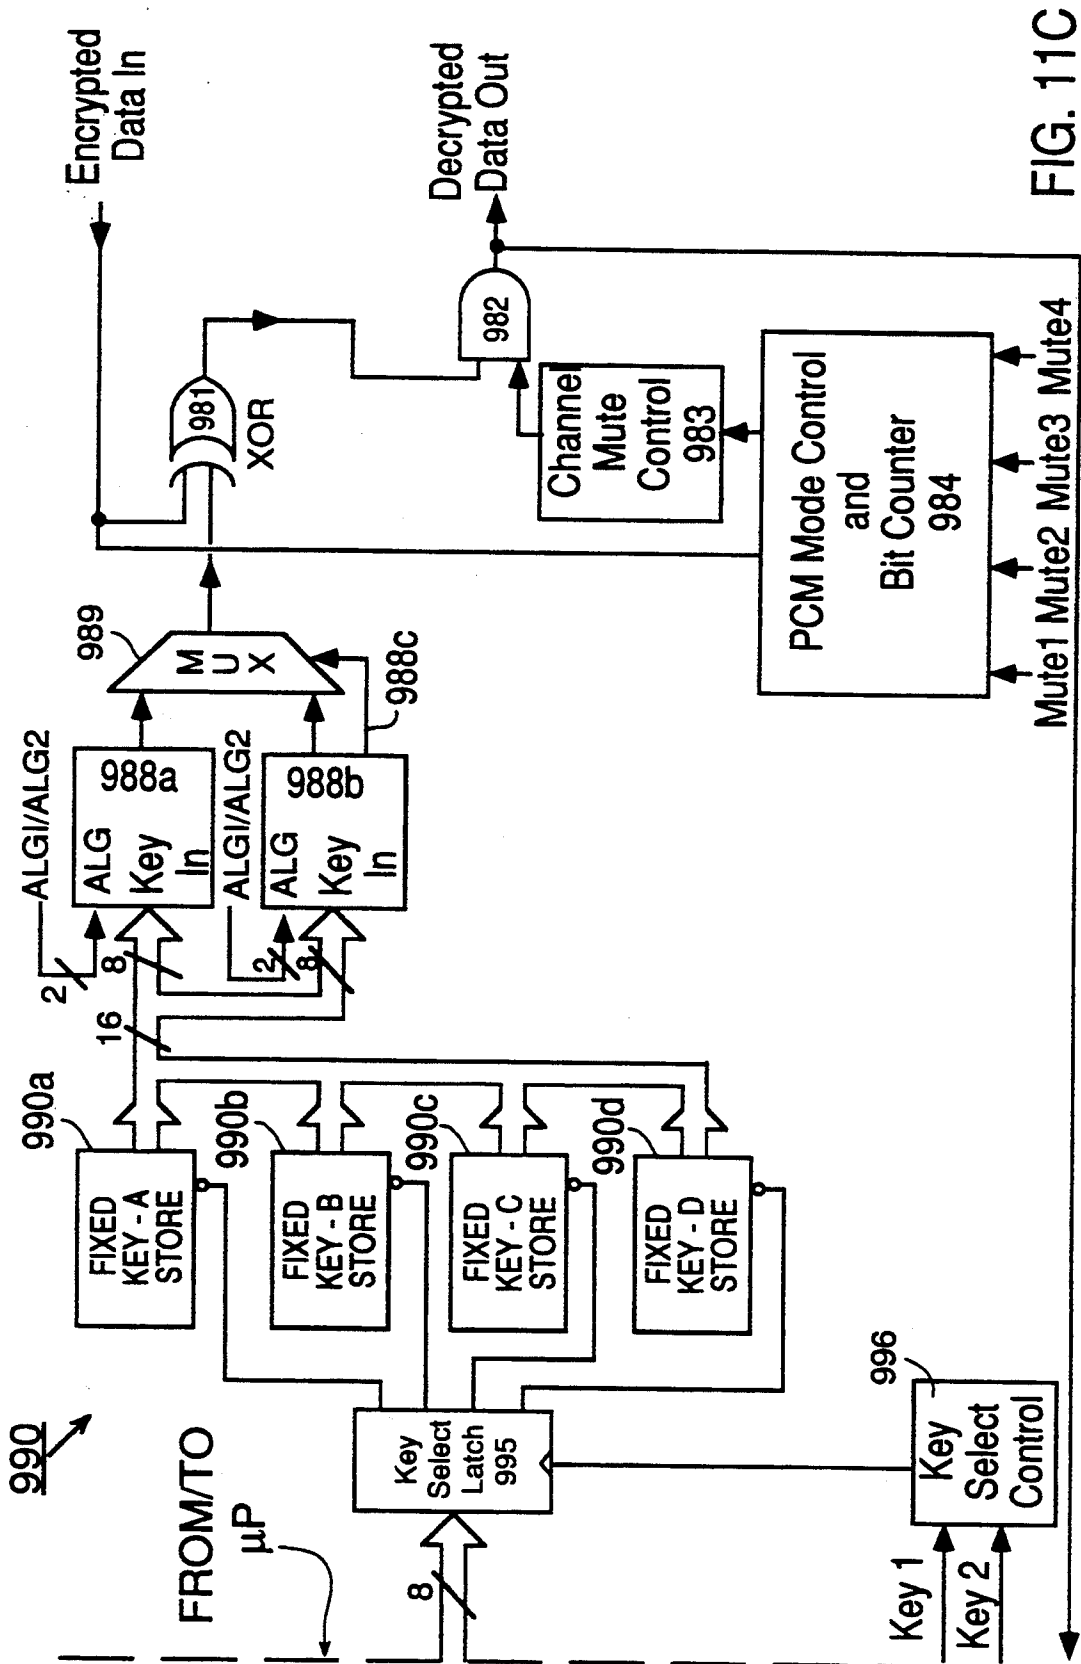 990
FROM/TO
µP
8
Key
Select
Latch
995
Key 1
Key 2
996
Key
Select
Control
990a
FIXED
KEY - A
STORE
990b
FIXED
KEY - B
STORE
990c
FIXED
KEY - C
STORE
990d
FIXED
KEY - D
STORE
16
ALGI/ALG2
2
8
988a
ALG
Key
In
ALGI/ALG2
2
8
988b
ALG
Key
In
988c
989
MUX
981
XOR
Encrypted
Data In
982
Decrypted
Data Out
Channel
Mute
Control
983
PCM Mode Control
and
Bit Counter
984
Mute1 Mute2 Mute3 Mute4
FIG. 11C